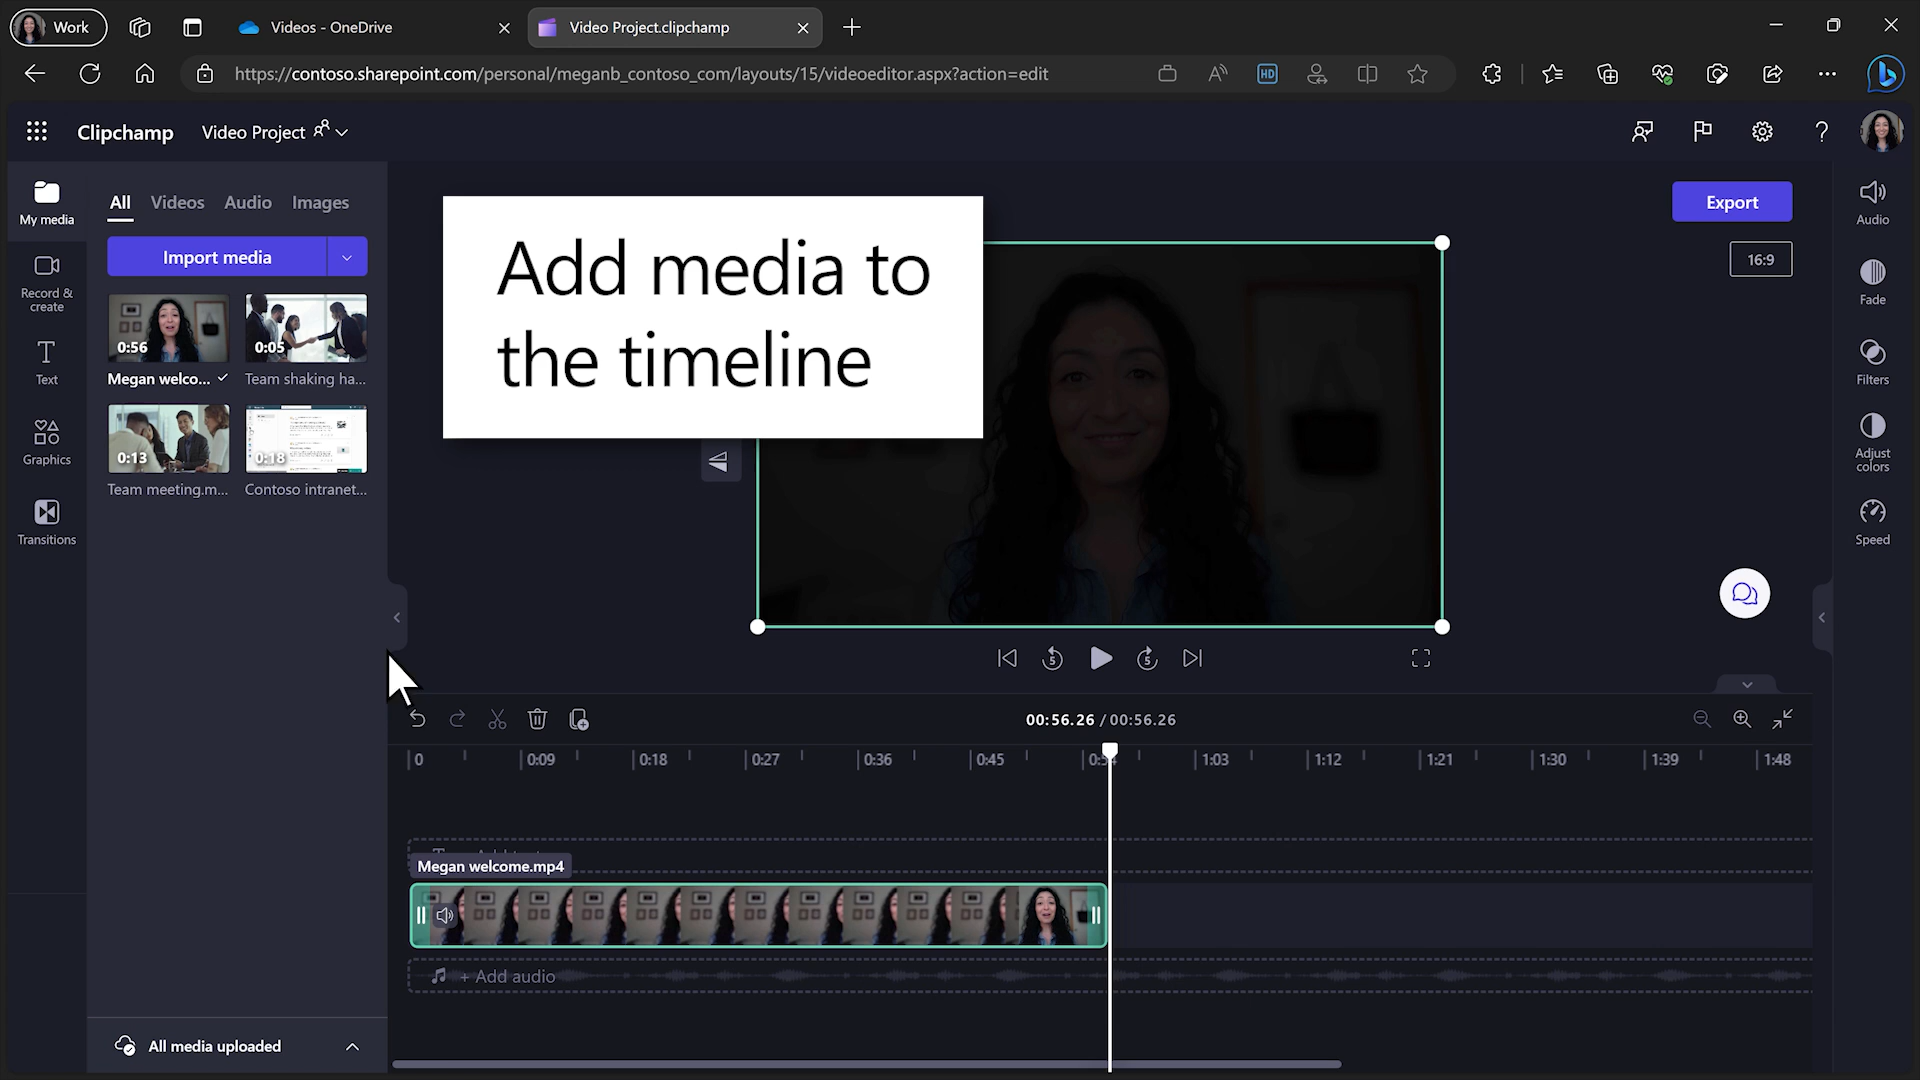 Work
Videos - OneDrive
Video Project.clipchamp
https://contoso.sharepoint.com/personal/meganb_contoso_com/layouts/15/videoeditor.aspx?action=edit
HD
Clipchamp
Video Project
My media
Record & create
Text
Graphics
Transitions
All Videos Audio Images
Import media
0:56
0:05
Megan welco...
Team shaking ha...
0:13
0:18
Team meeting.m...
Contoso intranet...
All media uploaded
Add media to
the timeline
Export
16:9
Audio
Fade
Filters
Adjust
colors
Speed
5
5
00:56.26 / 00:56.26
0 0:09 0:18 0:27 0:36 0:45 1:03 1:12 1:21 1:30 1:39 1:48
Megan welcome.mp4
+ Add audio